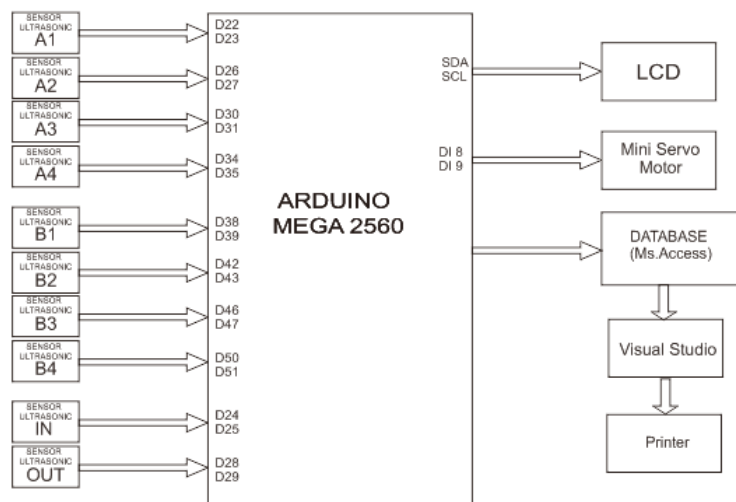 SENSOR
ULTRASONIC
A1
D22
D23
SENSOR
ULTRASONIC
A2
D26
D27
SENSOR
ULTRASONIC
A3
D30
D31
SENSOR
ULTRASONIC
A4
D34
D35
SENSOR
ULTRASONIC
B1
D38
D39
SENSOR
ULTRASONIC
B2
D42
D43
SENSOR
ULTRASONIC
B3
D46
D47
SENSOR
ULTRASONIC
B4
D50
D51
SENSOR
ULTRASONIC
IN
D24
D25
SENSOR
ULTRASONIC
OUT
D28
D29
ARDUINO
MEGA 2560
SDA
SCL
LCD
DI 8
DI 9
Mini Servo
Motor
DATABASE
(Ms.Access)
Visual Studio
Printer